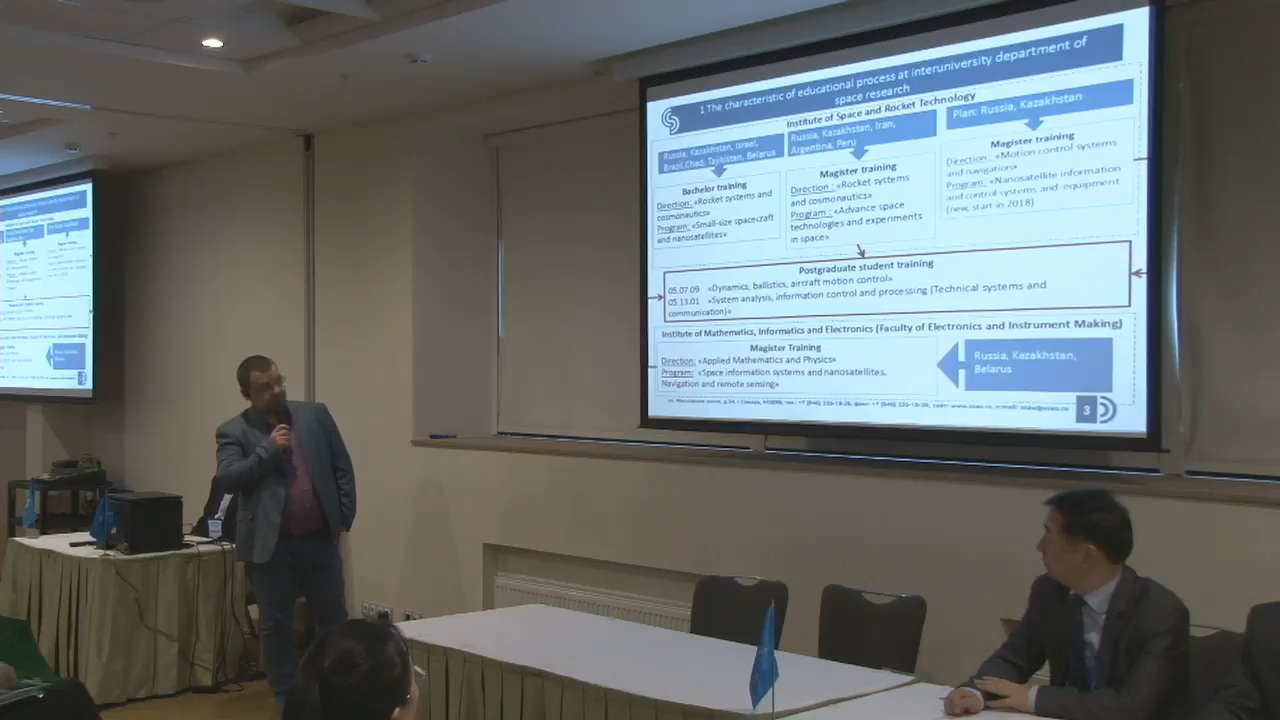 1 The characteristic of educational process at interuniversity department of
space research
Institute of Space and Rocket Technology
Russia, Kazakhstan, Israel,
Brazil, Chad, Tajikistan, Belarus
Bachelor training
Direction: «Rocket systems and
cosmonautics»
Program: «Small-size spacecraft
and nanosatellites»
Russia, Kazakhstan, Iran,
Argentina, Peru
Magister training
Direction : «Rocket systems
and cosmonautics»
Program : «Advance space
technologies and experiments
in space»
Plan: Russia, Kazakhstan
Magister training
Direction : «Motion control systems
and navigation»
Program: «Nanosatellite information
and control systems and equipment
(new, start in 2018)
Postgraduate student training
05.07.09 «Dynamics, ballistics, aircraft motion control»
05.13.01 «System analysis, information control and processing (Technical systems and
communication)»
Institute of Mathematics, Informatics and Electronics (Faculty of Electronics and Instrument Making)
Magister Training
Direction: «Applied Mathematics and Physics»
Program: «Space information systems and nanosatellites,
Navigation and remote sensing»
Russia, Kazakhstan,
Belarus
3